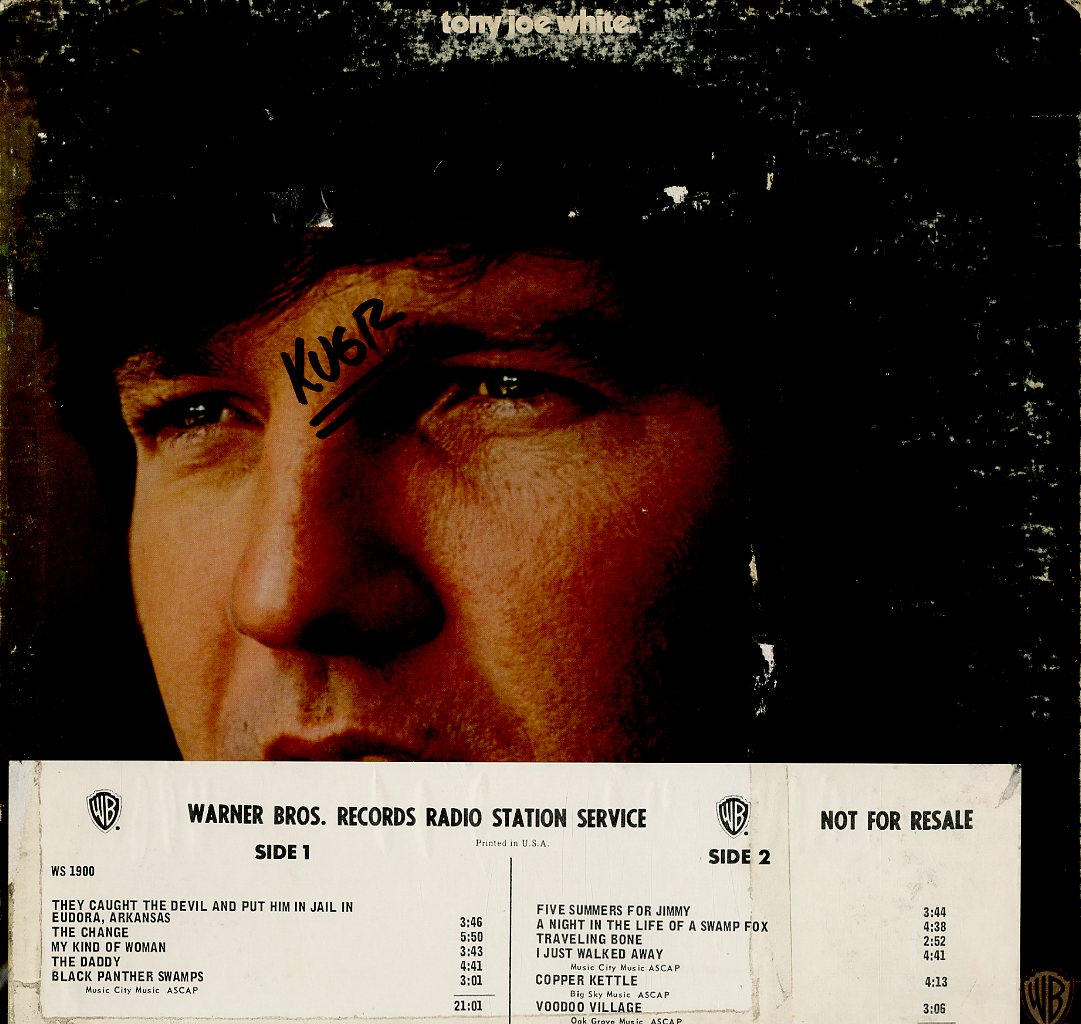 tony joe white.
KUGR
WB.
WARNER BROS. RECORDS RADIO STATION SERVICE
WB.
NOT FOR RESALE
Printed in U.S.A.
SIDE 1
SIDE 2
WS 1900
THEY CAUGHT THE DEVIL AND PUT HIM IN JAIL IN
EUDORA, ARKANSAS 3:46
THE CHANGE 5:50
MY KIND OF WOMAN 3:43
THE DADDY 4:41
BLACK PANTHER SWAMPS 3:01
Music City Music ASCAP
21:01
FIVE SUMMERS FOR JIMMY 3:44
A NIGHT IN THE LIFE OF A SWAMP FOX 4:38
TRAVELING BONE 2:52
I JUST WALKED AWAY 4:41
Music City Music ASCAP
COPPER KETTLE 4:13
Big Sky Music ASCAP
VOODOO VILLAGE 3:06
Oak Grove Music ASCAP
WB